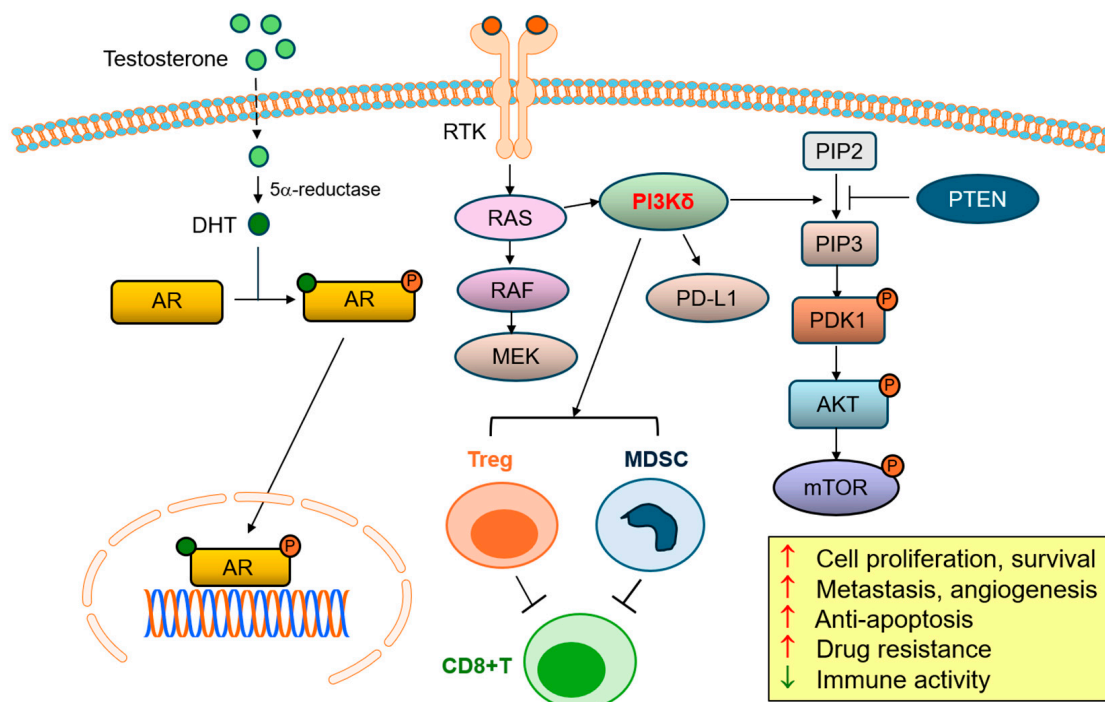 Testosterone
RTK
5α-reductase
DHT
AR
AR
P
RAS
RAF
MEK
PI3Kδ
PD-L1
PIP2
PTEN
PIP3
PDK1
P
AKT
P
mTOR
P
Treg
MDSC
CD8+T
AR
P
↑ Cell proliferation, survival
↑ Metastasis, angiogenesis
↑ Anti-apoptosis
↑ Drug resistance
↓ Immune activity